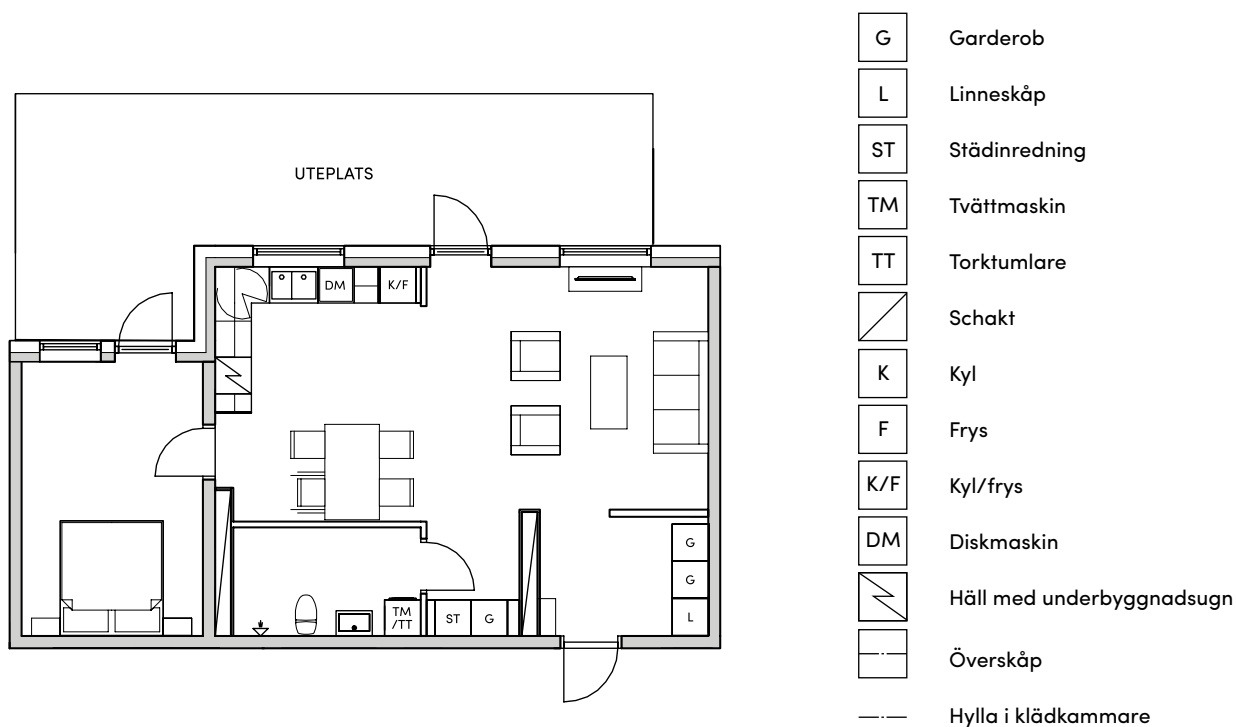 UTEPLATS
DM
K/F
G
G
L
TM
/TT
ST
G
G Garderob
L Linneskåp
ST Städinredning
TM Tvättmaskin
TT Torktumlare
Schakt
K Kyl
F Frys
K/F Kyl/frys
DM Diskmaskin
Häll med underbyggnadsugn
Överskåp
Hylla i klädkammare